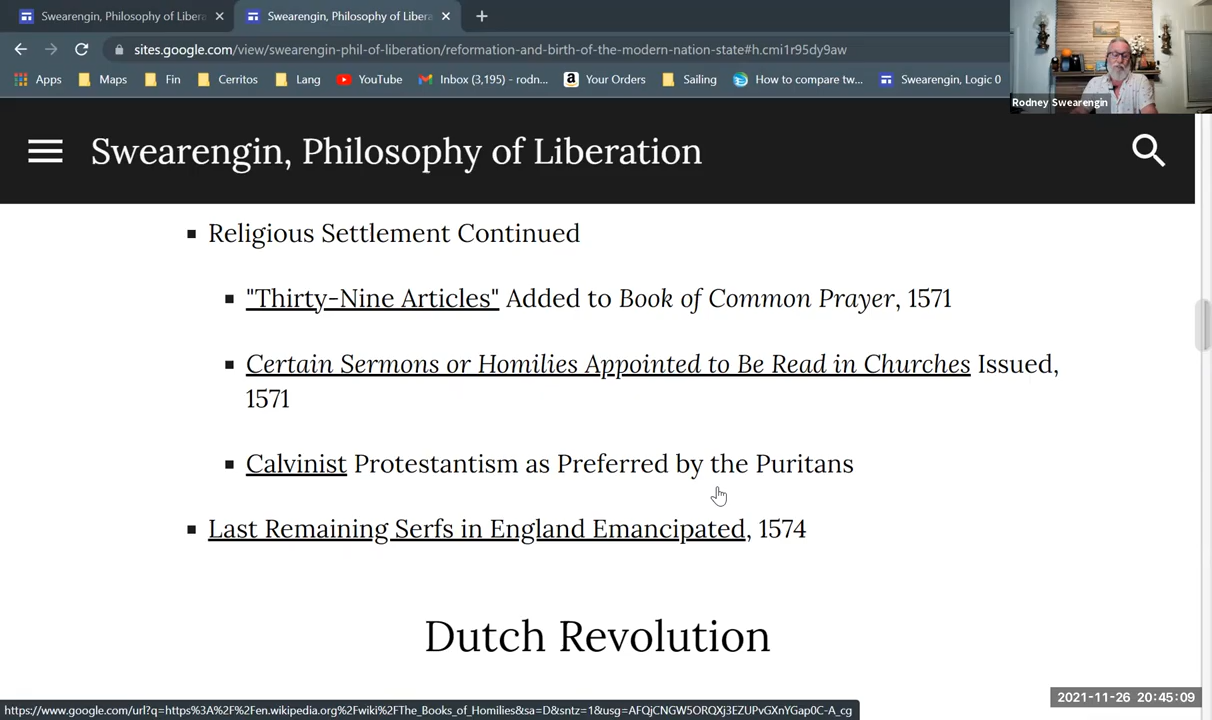 Swearengin, Philosophy of Libera
Swearengin, Philosophy of Libera
sites.google.com/view/swearengin-phil-of-liberation/reformation-and-birth-of-the-modern-nation-state#h.cmi1r95dy9aw
Apps Maps Fin Cerritos Lang YouTube Inbox (3,195) - rodn... Your Orders Sailing How to compare tw... Swearengin, Logic 0
Rodney Swearengin
Swearengin, Philosophy of Liberation
Religious Settlement Continued
"Thirty-Nine Articles" Added to Book of Common Prayer, 1571
Certain Sermons or Homilies Appointed to Be Read in Churches Issued,
1571
Calvinist Protestantism as Preferred by the Puritans
Last Remaining Serfs in England Emancipated, 1574
Dutch Revolution
2021-11-26 20:45:09
https://www.google.com/url?q=https%3A%2F%2Fen.wikipedia.org%2Fwiki%2FThe_Books_of_Homilies&sa=D&sntz=1&usg=AFQjCNGW5ORQXj3EZUPvGXnYGap0C-A_cg